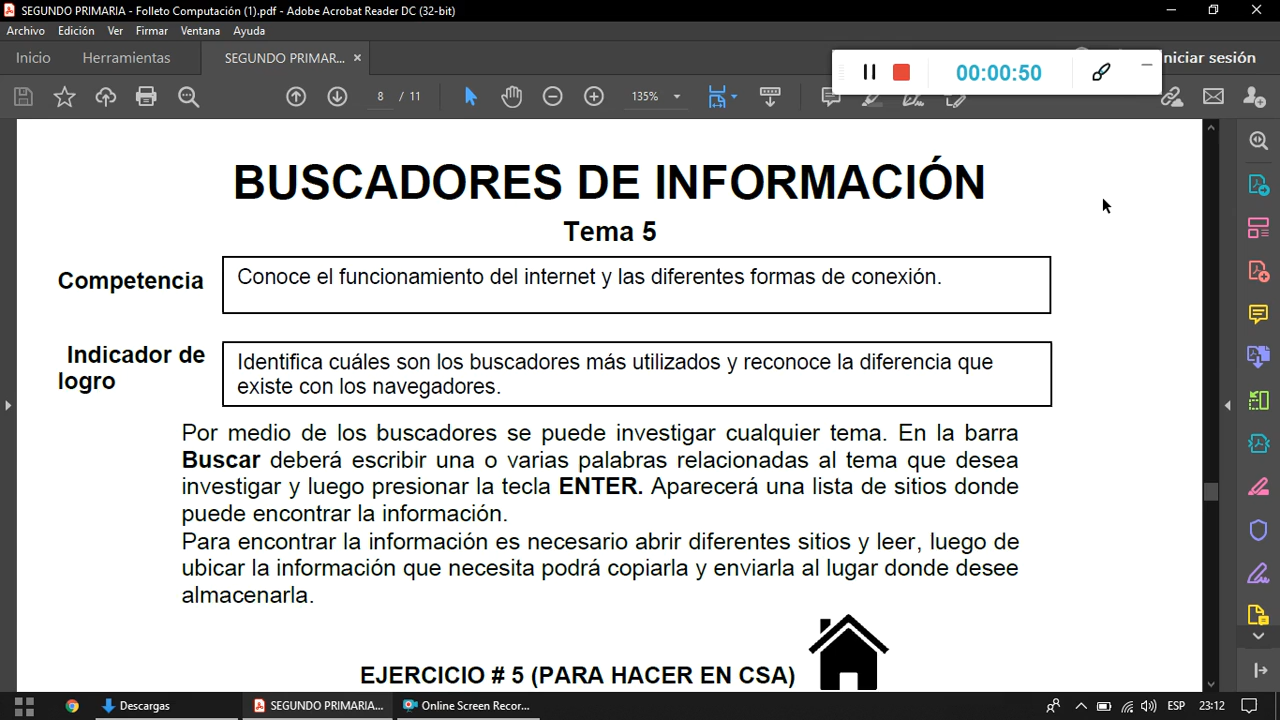 SEGUNDO PRIMARIA - Folleto Computación (1).pdf - Adobe Acrobat Reader DC (32-bit)
Archivo Edición Ver Firmar Ventana Ayuda
Inicio Herramientas SEGUNDO PRIMAR... × niciar sesión
00:00:50
8 / 11 135%
BUSCADORES DE INFORMACIÓN
Tema 5
Competencia
Conoce el funcionamiento del internet y las diferentes formas de conexión.
Indicador de
logro
Identifica cuáles son los buscadores más utilizados y reconoce la diferencia que
existe con los navegadores.
Por medio de los buscadores se puede investigar cualquier tema. En la barra
Buscar deberá escribir una o varias palabras relacionadas al tema que desea
investigar y luego presionar la tecla ENTER. Aparecerá una lista de sitios donde
puede encontrar la información.
Para encontrar la información es necesario abrir diferentes sitios y leer, luego de
ubicar la información que necesita podrá copiarla y enviarla al lugar donde desee
almacenarla.
EJERCICIO # 5 (PARA HACER EN CSA)
Descargas SEGUNDO PRIMARIA... Online Screen Recor... ESP 23:12